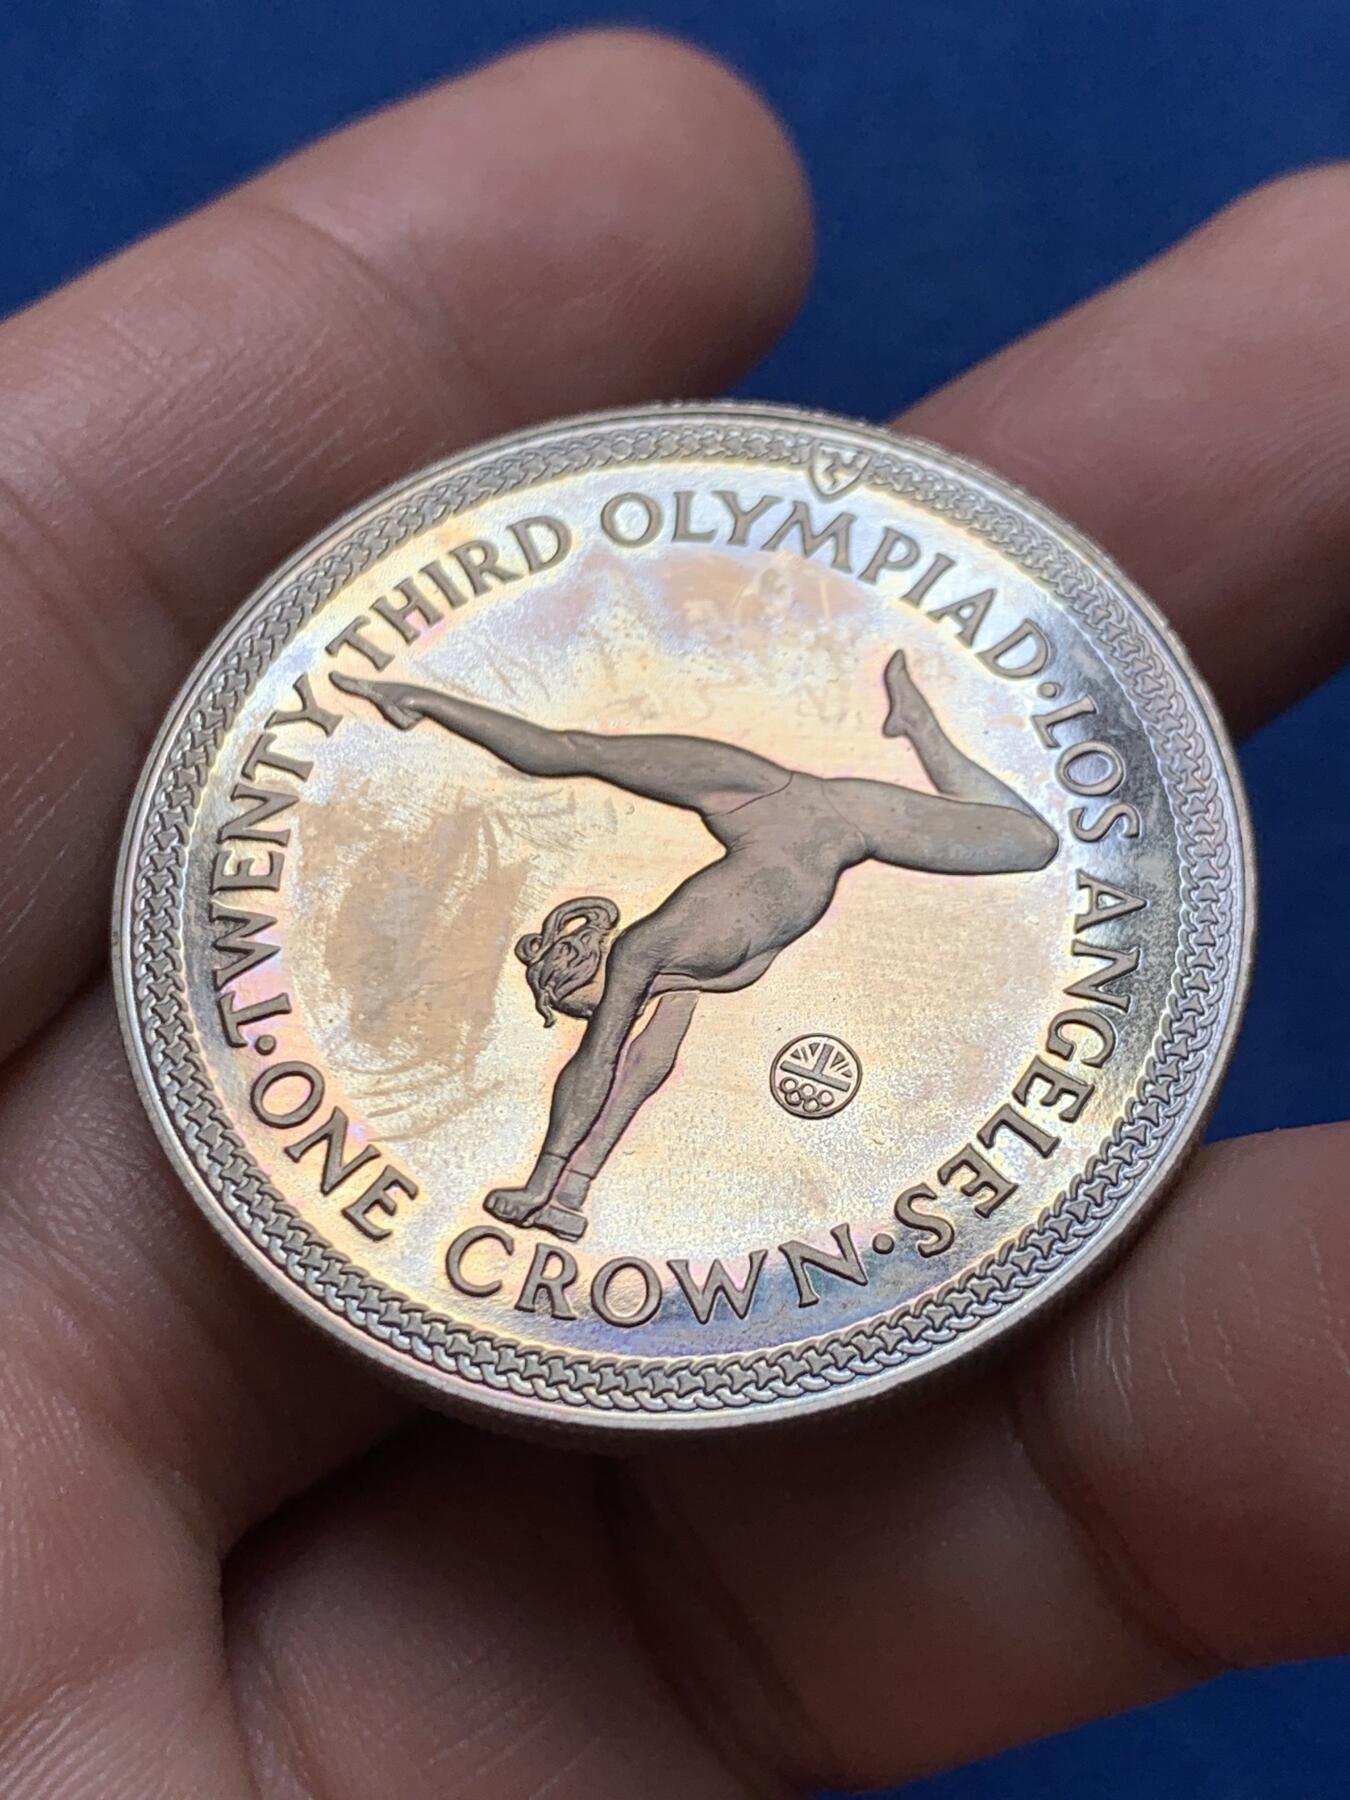 TWENTY THIRD OLYMPIAD · LOS ANGELES ·
ONE CROWN ·